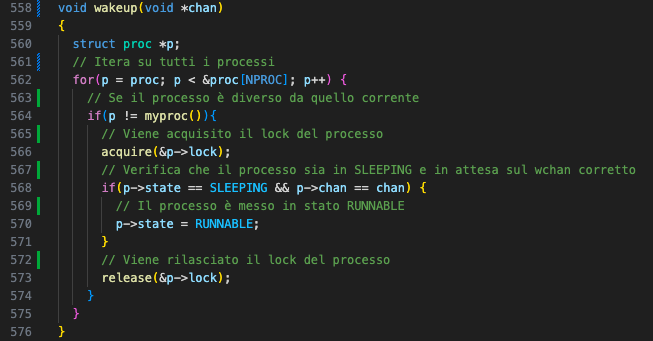 558 void wakeup(void *chan)
559 {
560   struct proc *p;
561   // Itera su tutti i processi
562   for(p = proc; p < &proc[NPROC]; p++) {
563     // Se il processo è diverso da quello corrente
564     if(p != myproc()){
565       // Viene acquisito il lock del processo
566       acquire(&p->lock);
567       // Verifica che il processo sia in SLEEPING e in attesa sul wchan corretto
568       if(p->state == SLEEPING && p->chan == chan) {
569         // Il processo è messo in stato RUNNABLE
570         p->state = RUNNABLE;
571       }
572       // Viene rilasciato il lock del processo
573       release(&p->lock);
574     }
575   }
576 }